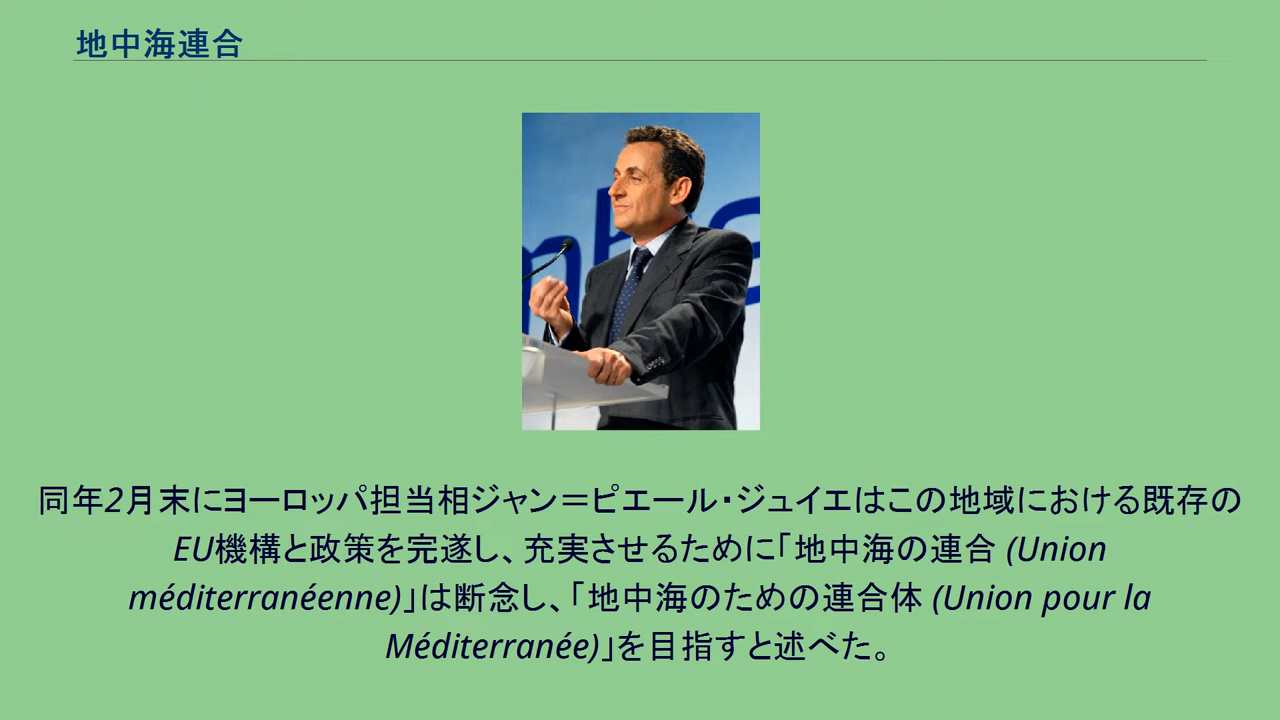 地中海連合
同年2月末にヨーロッパ担当相ジャン＝ピエール・ジュイエはこの地域における既存の
EU機構と政策を完遂し、充実させるために「地中海の連合 (Union
méditerranéenne)」は断念し、「地中海のための連合体 (Union pour la
Méditerranée)」を目指すと述べた。